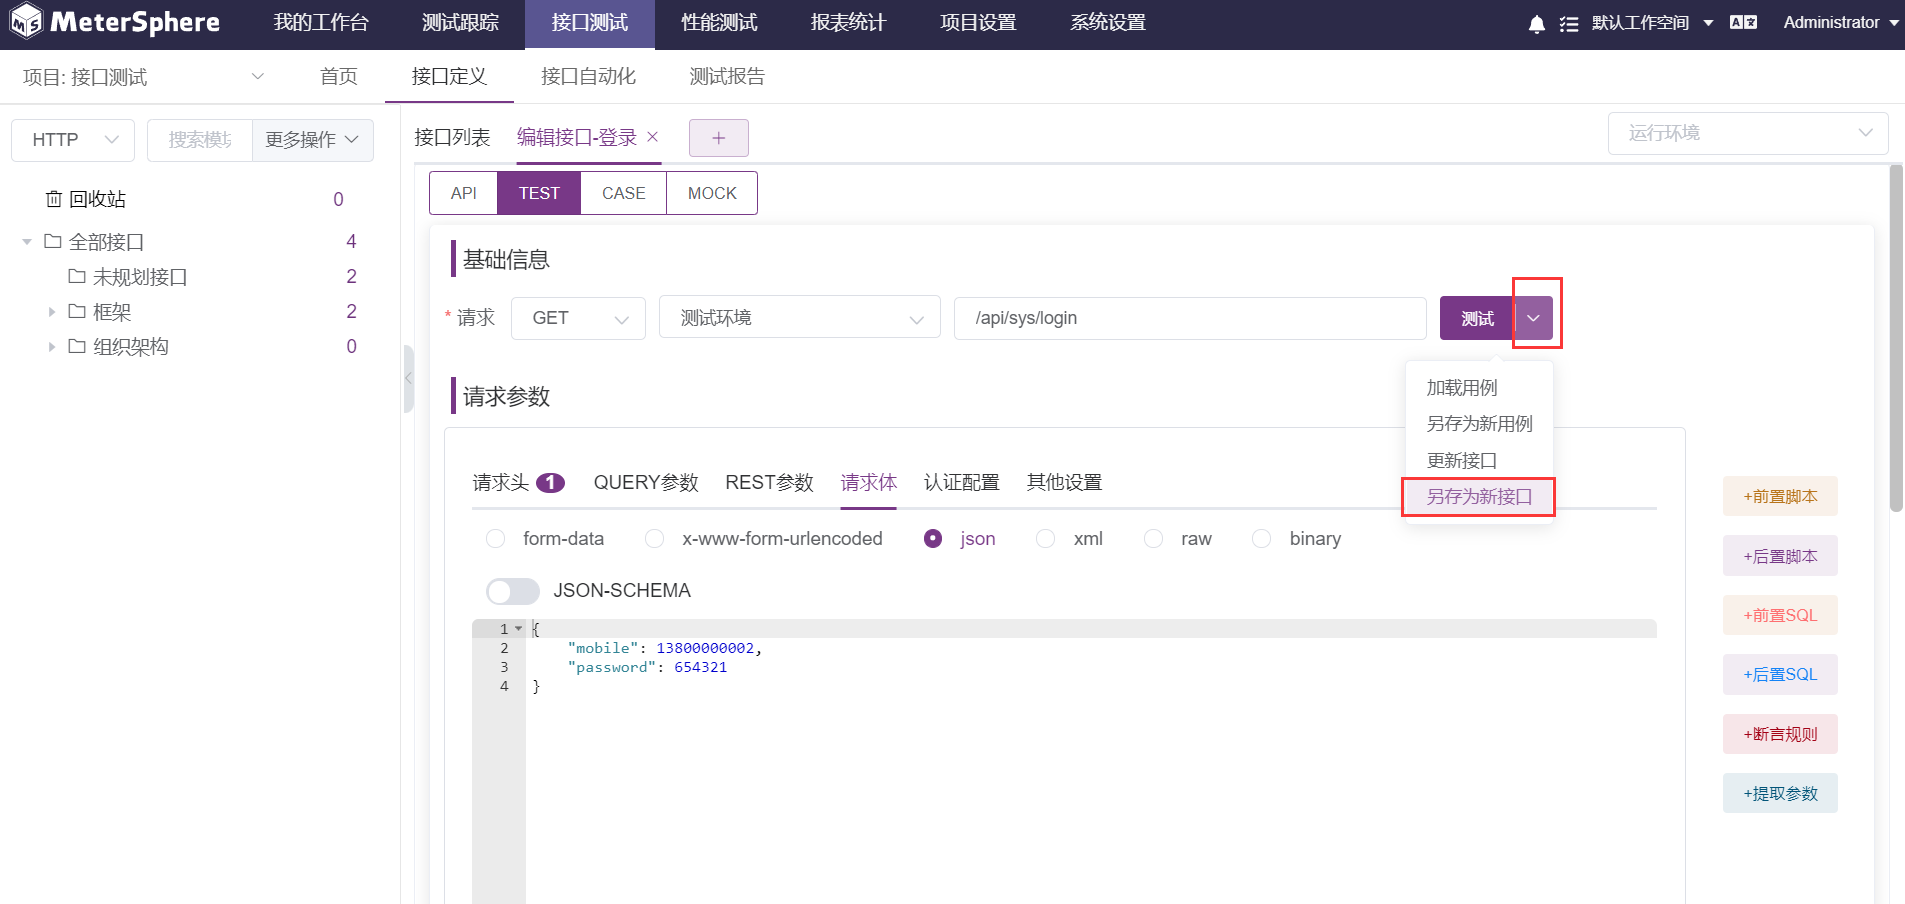 MeterSphere 我的工作台 测试跟踪 接口测试 性能测试 报表统计 项目设置 系统设置 默认工作空间 Administrator
项目: 接口测试 首页 接口定义 接口自动化 测试报告
HTTP 搜索模块 更多操作
接口列表 编辑接口-登录 × + 运行环境
API TEST CASE MOCK
回收站 0
全部接口 4
未规划接口 2
框架 2
组织架构 0
基础信息
* 请求 GET 测试环境 /api/sys/login 测试
加载用例
另存为新用例
更新接口
另存为新接口
请求参数
请求头 1 QUERY参数 REST参数 请求体 认证配置 其他设置
form-data x-www-form-urlencoded json xml raw binary
JSON-SCHEMA
1 {
2 "mobile": 13800000002,
3 "password": 654321
4 }
+前置脚本
+后置脚本
+前置SQL
+后置SQL
+断言规则
+提取参数